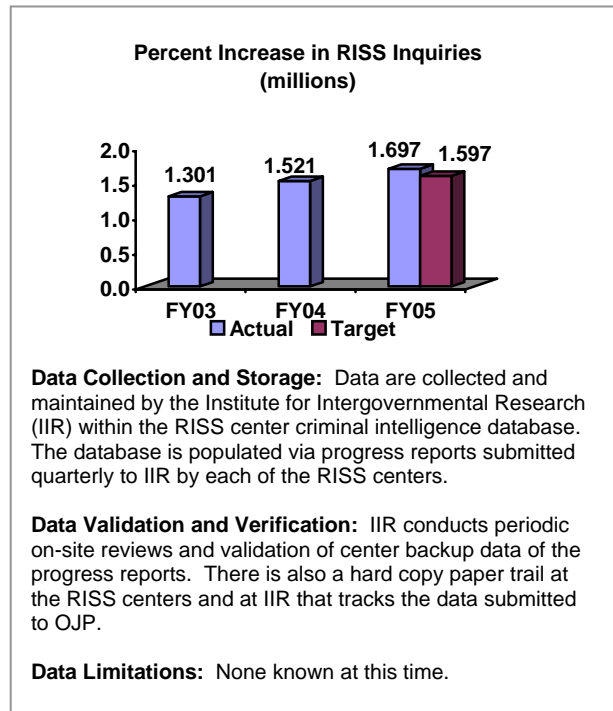 Percent Increase in RISS Inquiries
(millions)
2.0
1.5
1.0
0.5
0.0
1.301
1.521
1.697
1.597
FY03
FY04
FY05
Actual
Target
Data Collection and Storage: Data are collected and
maintained by the Institute for Intergovernmental Research
(IIR) within the RISS center criminal intelligence database.
The database is populated via progress reports submitted
quarterly to IIR by each of the RISS centers.
Data Validation and Verification: IIR conducts periodic
on-site reviews and validation of center backup data of the
progress reports. There is also a hard copy paper trail at
the RISS centers and at IIR that tracks the data submitted
to OJP.
Data Limitations: None known at this time.